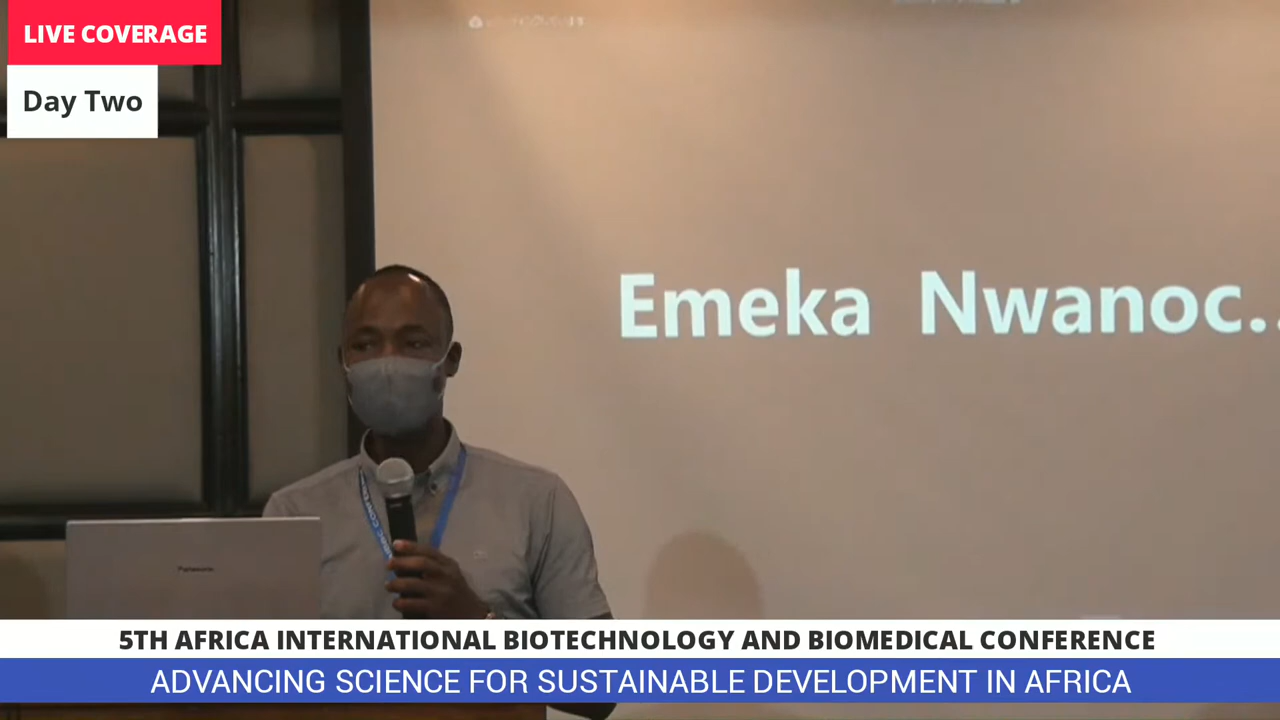 LIVE COVERAGE
Day Two
Emeka Nwanoc..
Panasonic
5TH AFRICA INTERNATIONAL BIOTECHNOLOGY AND BIOMEDICAL CONFERENCE
ADVANCING SCIENCE FOR SUSTAINABLE DEVELOPMENT IN AFRICA